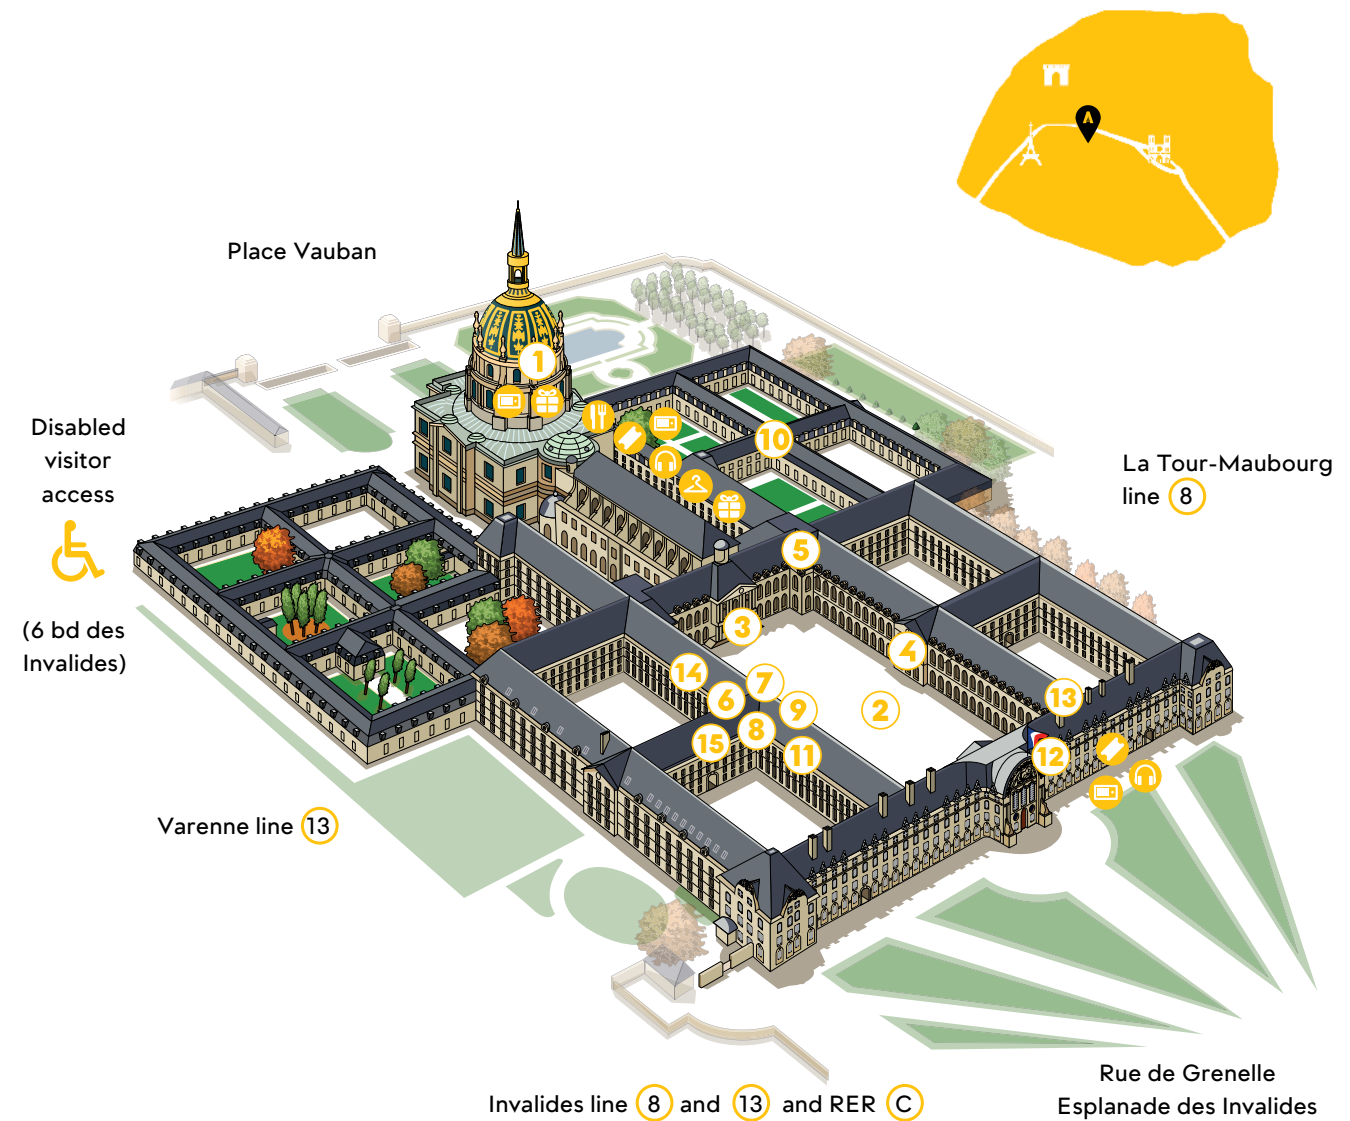 Place Vauban
1
Disabled
visitor
access
(6 bd des
Invalides)
La Tour-Maubourg
line 8
10
5
3
4
14
7
6
9
2
13
8
15
11
12
Varenne line 13
Rue de Grenelle
Esplanade des Invalides
Invalides line 8 and 13 and RER C